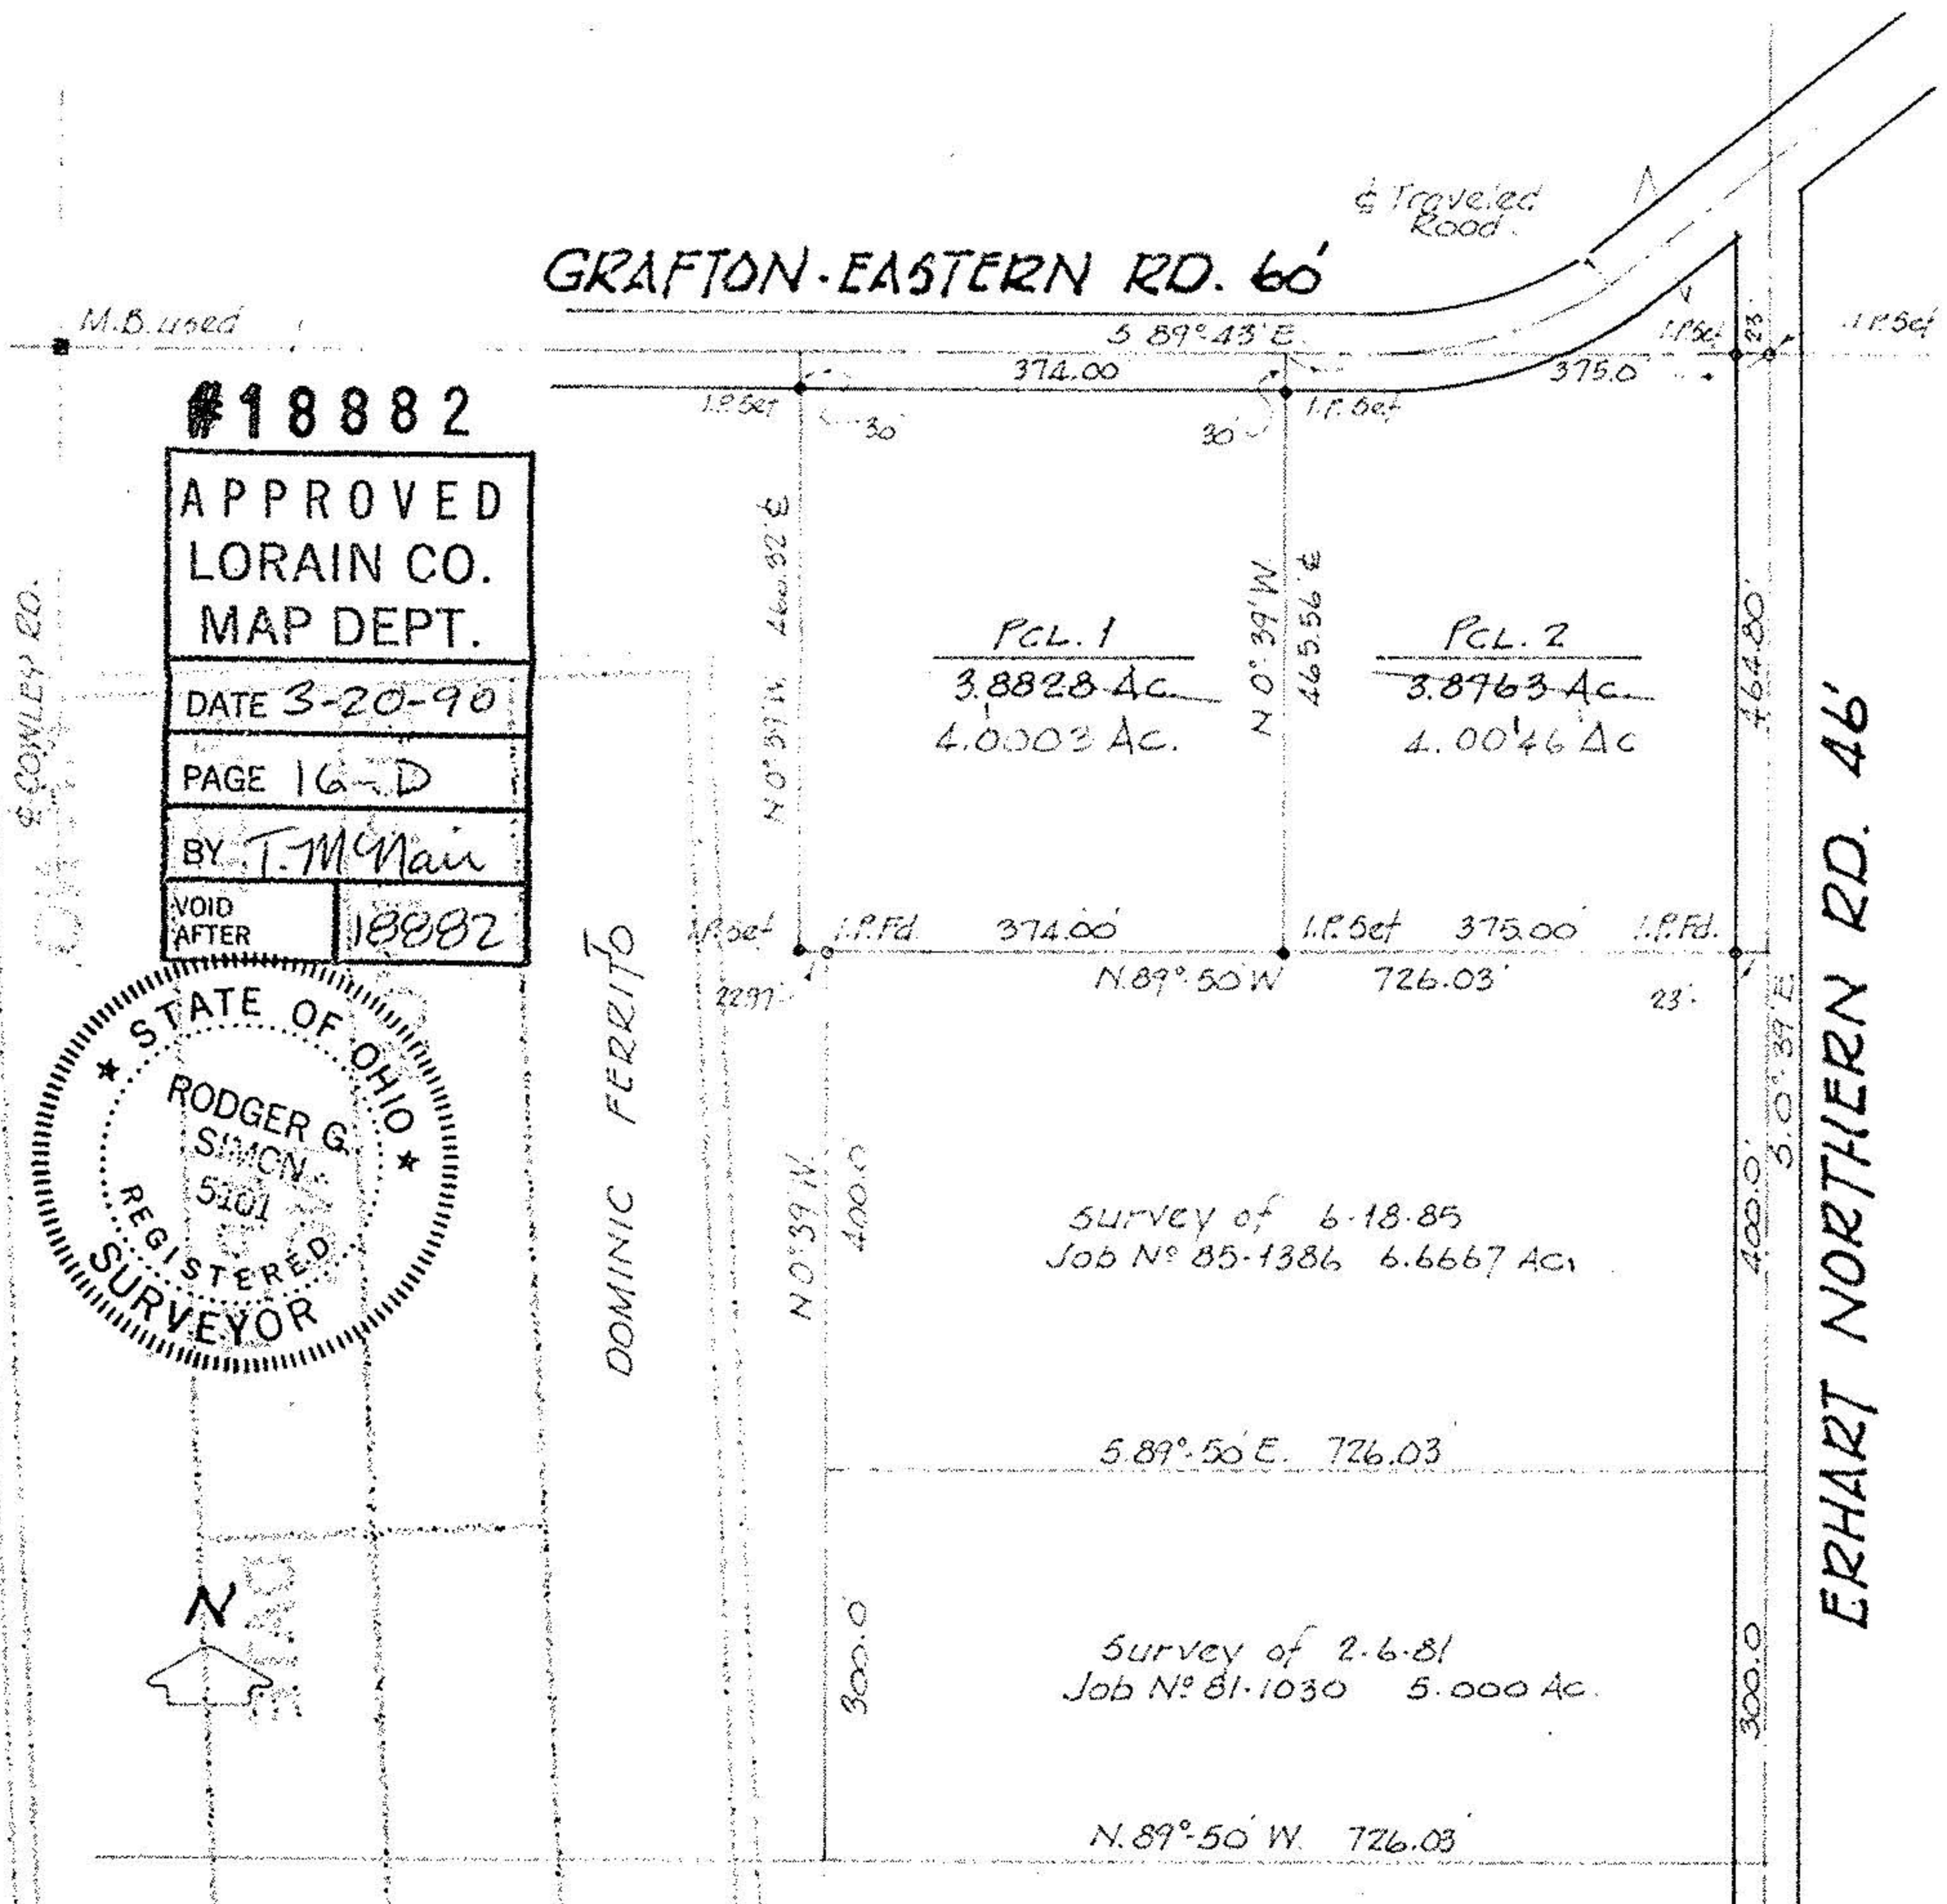 ₵ Traveled
Road.
GRAFTON-EASTERN RD. 60'
M.B. used
S 89°43' E.
I.P. Set
23'
I.P. Set
374.00
375.0
I.P. Set
30'
30'
I.P. Set
#18882
APPROVED
LORAIN CO.
MAP DEPT.
DATE 3-20-90
PAGE 16-D
BY T. McNair
VOID
AFTER
18882
COWLEY RD.
N 0°39' W
N 0°39' W
465.56'
464.80'
PCL. 1
3.8828 Ac.
4.0003 Ac.
PCL. 2
3.8963 Ac.
4.0046 Ac
I.P. Set
I.P. Fd.
374.00'
I.P. Set
375.00'
I.P. Fd.
22.97'
N. 89°-50' W
726.03'
23'
STATE OF OHIO
RODGER G.
SIMON
5101
REGISTERED
SURVEYOR
DOMINIC FERRITO
N 0°39' W.
400.0
survey of 6-18-85
Job Nº 85-1386 6.6667 Ac.
400.0'
S. 0°-39' E.
ERHART NORTHERN RD. 46'
S. 89°-50' E. 726.03'
N
300.0
Survey of 2-6-81
Job Nº 81-1030 5.000 Ac.
300.0
N. 89°-50' W. 726.03'